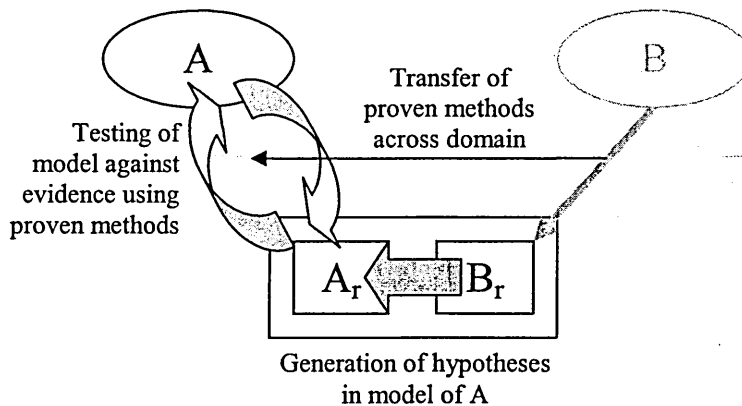 A
B
Transfer of
proven methods
across domain
Testing of
model against
evidence using
proven methods
Ar
Br
Generation of hypotheses
in model of A